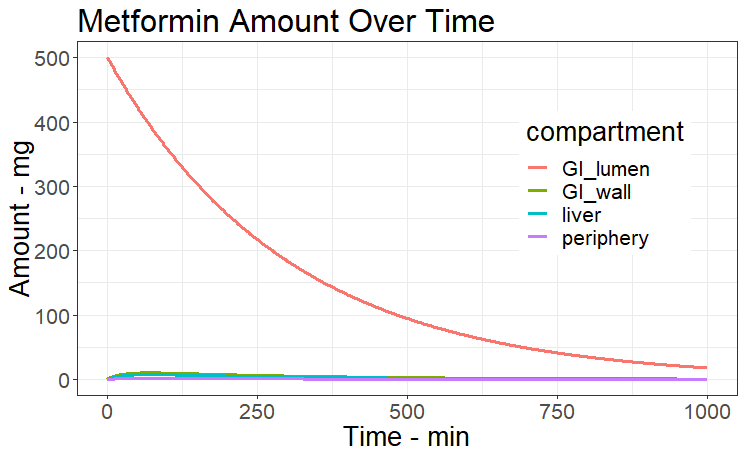 Metformin Amount Over Time
Amount - mg
500
400
300
200
100
0
compartment
GI_lumen
GI_wall
liver
periphery
0 250 500 750 1000
Time - min